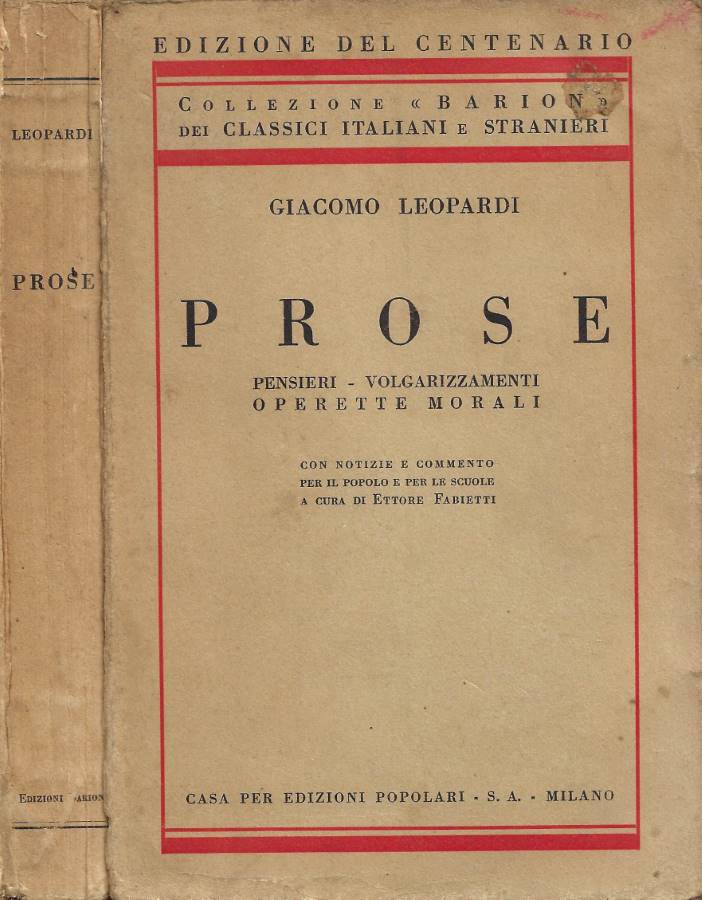 LEOPARDI
PROSE
EDIZIONI BARION
EDIZIONE DEL CENTENARIO
COLLEZIONE « BARION »
DEI CLASSICI ITALIANI E STRANIERI
GIACOMO LEOPARDI
PROSE
PENSIERI - VOLGARIZZAMENTI
OPERETTE MORALI
CON NOTIZIE E COMMENTO
PER IL POPOLO E PER LE SCUOLE
A CURA DI ETTORE FABIETTI
CASA PER EDIZIONI POPOLARI - S. A. - MILANO